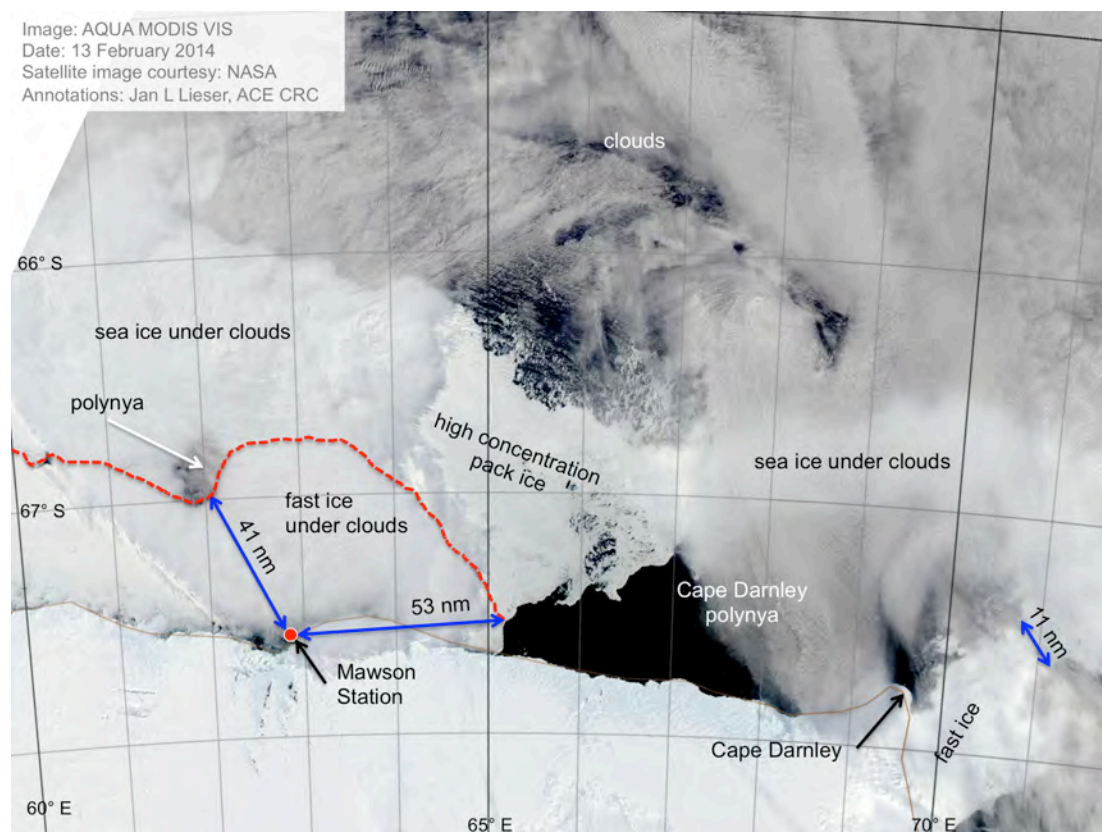 Image: AQUA MODIS VIS
Date: 13 February 2014
Satellite image courtesy: NASA
Annotations: Jan L Lieser, ACE CRC
clouds
66° S
sea ice under clouds
polynya
high concentration
pack ice
sea ice under clouds
fast ice
under clouds
67° S
41 nm
53 nm
Cape Darnley
polynya
11 nm
Mawson
Station
fast ice
Cape Darnley
60° E
65° E
70° E